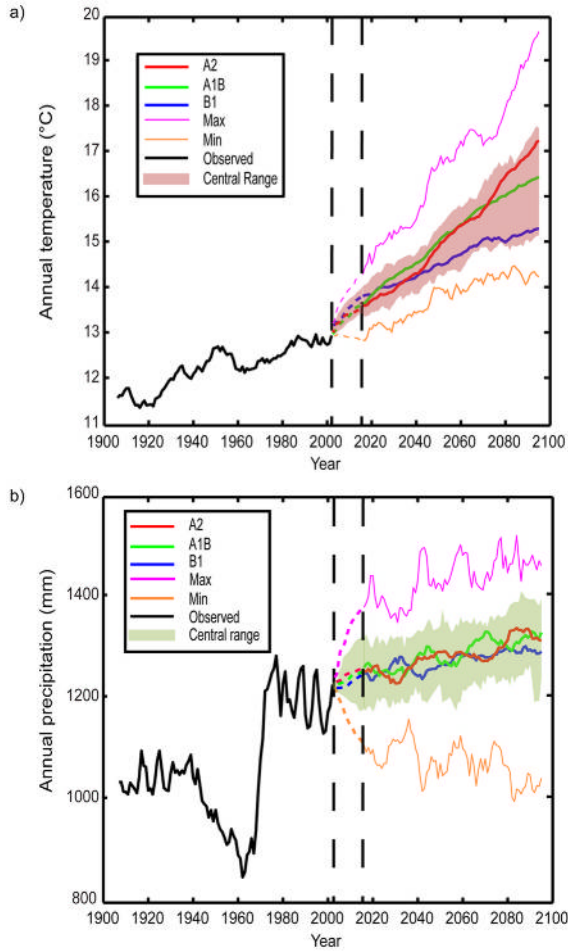 a)
20
19
18
17
16
15
14
13
12
11
Annual temperature (°C)
A2
A1B
B1
Max
Min
Observed
Central Range
1900 1920 1940 1960 1980 2000 2020 2040 2060 2080 2100
Year
b)
1600
1400
1200
1000
800
Annual precipitation (mm)
A2
A1B
B1
Max
Min
Observed
Central range
1900 1920 1940 1960 1980 2000 2020 2040 2060 2080 2100
Year